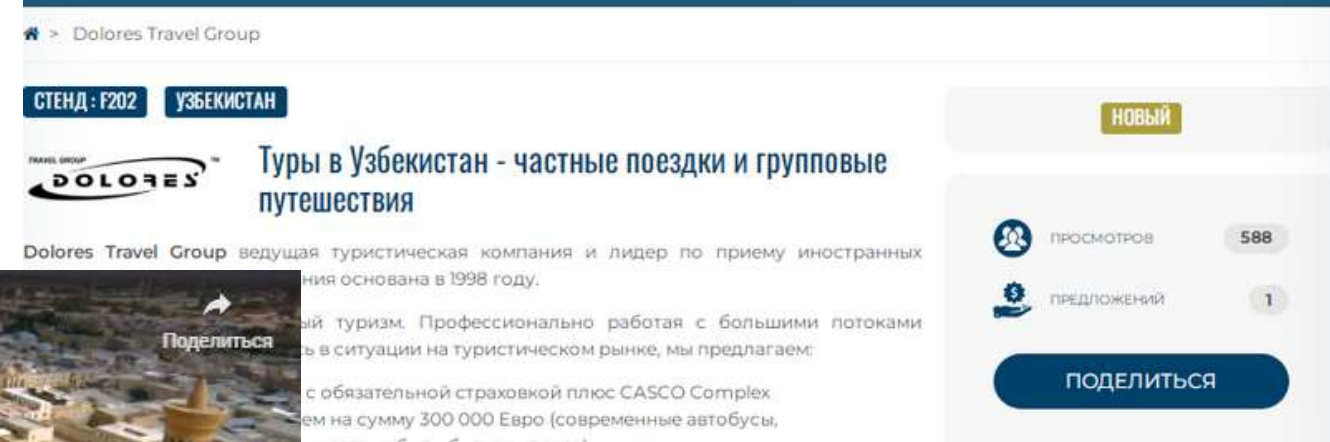 > Dolores Travel Group
СТЕНД : F202 УЗБЕКИСТАН
НОВЫЙ
TRAVEL GROUP
DOLORES
TM
Туры в Узбекистан - частные поездки и групповые
путешествия
Dolores Travel Group ведущая туристическая компания и лидер по приему иностранных
ния основана в 1998 году.
ый туризм. Профессионально работая с большими потоками
ь в ситуации на туристическом рынке, мы предлагаем:
с обязательной страховкой плюс CASCO Complex
ем на сумму 300 000 Евро (современные автобусы,
Поделиться
ПРОСМОТРОВ 588
ПРЕДЛОЖЕНИЙ 1
ПОДЕЛИТЬСЯ